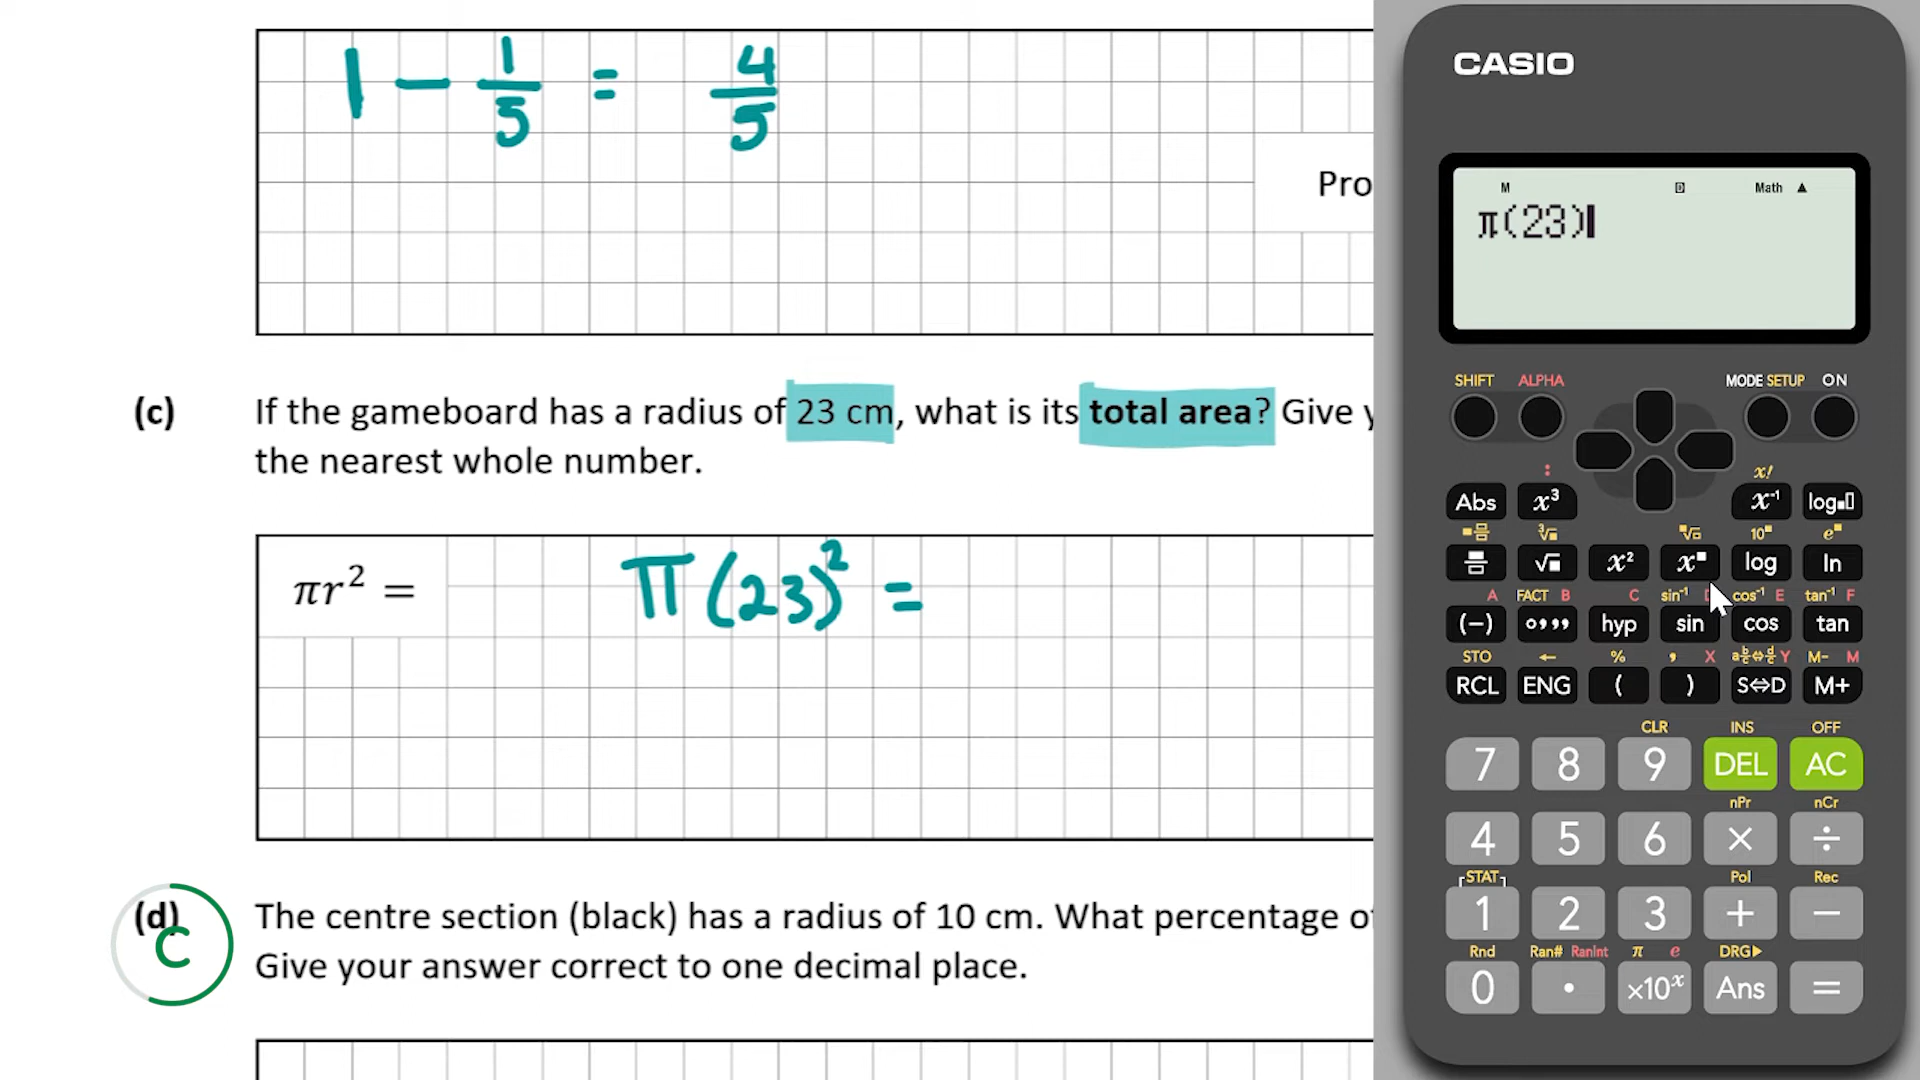 1 - 1/5 = 4/5
Pro
(c) If the gameboard has a radius of 23 cm, what is its total area? Give y
the nearest whole number.
πr² = π(23)² =
(d) The centre section (black) has a radius of 10 cm. What percentage of
C
Give your answer correct to one decimal place.
CASIO
M D Math ▲
π(23)
SHIFT ALPHA MODE SETUP ON
: x!
Abs x³ x⁻¹ log▪▯
▪▭/▭ ³√▪ ▪√▫ 10▪ e▪
▪/▫ √▪ x² x▪ log ln
A FACT B C sin⁻¹ D cos⁻¹ E tan⁻¹ F
(−) °,,, hyp sin cos tan
STO ← % , X a b/c⇔d/c Y M− M
RCL ENG ( ) S⇔D M+
CLR INS OFF
7 8 9 DEL AC
nPr nCr
4 5 6 × ÷
STAT Pol Rec
1 2 3 + −
Rnd Ran# RanInt π e DRG▶
0 • ×10ˣ Ans =